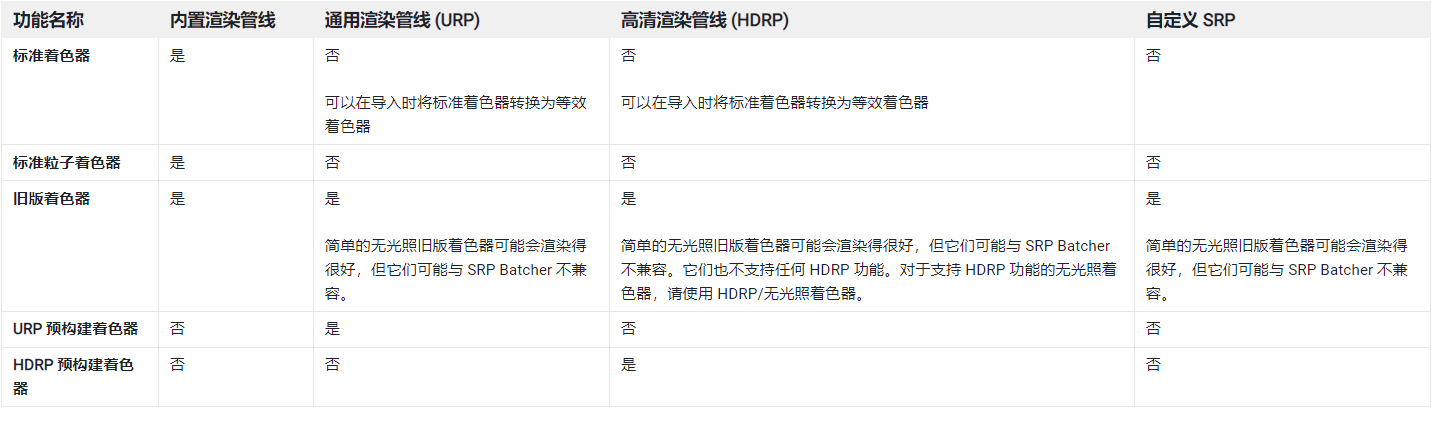 功能名称 内置渲染管线 通用渲染管线 (URP) 高清渲染管线 (HDRP) 自定义 SRP
标准着色器 是 否 否 否
可以在导入时将标准着色器转换为等效 可以在导入时将标准着色器转换为等效着色器
着色器
标准粒子着色器 是 否 否 否
旧版着色器 是 是 是 是
简单的无光照旧版着色器可能会渲染得 简单的无光照旧版着色器可能会渲染得很好，但它们可能与 SRP Batcher 简单的无光照旧版着色器可能会渲染得
很好，但它们可能与 SRP Batcher 不兼 不兼容。它们也不支持任何 HDRP 功能。对于支持 HDRP 功能的无光照着 很好，但它们可能与 SRP Batcher 不兼
容。 色器，请使用 HDRP/无光照着色器。 容。
URP 预构建着色器 否 是 否 否
HDRP 预构建着色 否 否 是 否
器